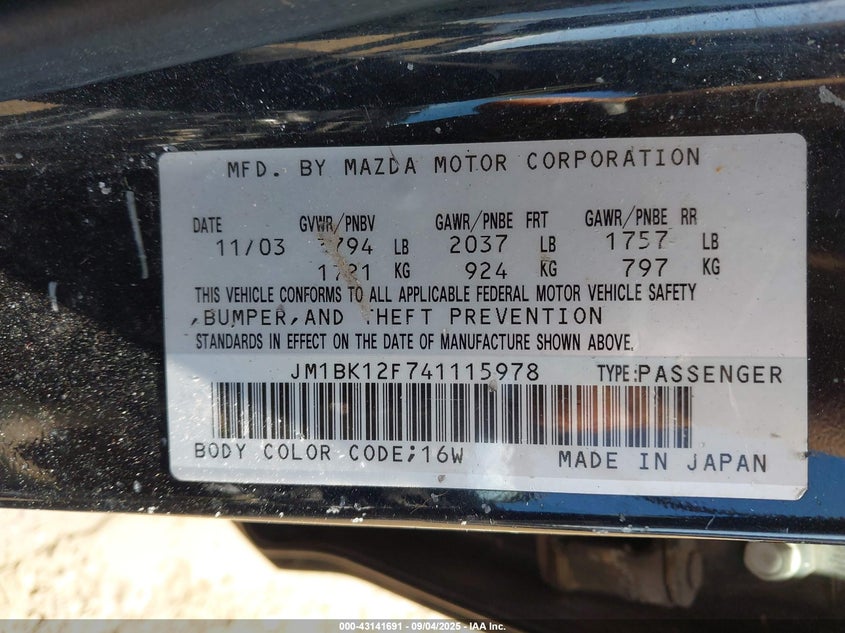 MFD. BY MAZDA MOTOR CORPORATION
DATE GVWR/PNBV GAWR/PNBE FRT GAWR/PNBE RR
11/03 LB 2037 LB 1757 LB
KG 924 KG 797 KG
THIS VEHICLE CONFORMS TO ALL APPLICABLE FEDERAL MOTOR VEHICLE SAFETY
,BUMPER,AND THEFT PREVENTION
STANDARDS IN EFFECT ON THE DATE OF MANUFACTURE SHOWN ABOVE.
JM1BK12F741115978 TYPE:PASSENGER
BODY COLOR CODE;16W MADE IN JAPAN
000-43141691 - 09/04/2025 - IAA Inc.